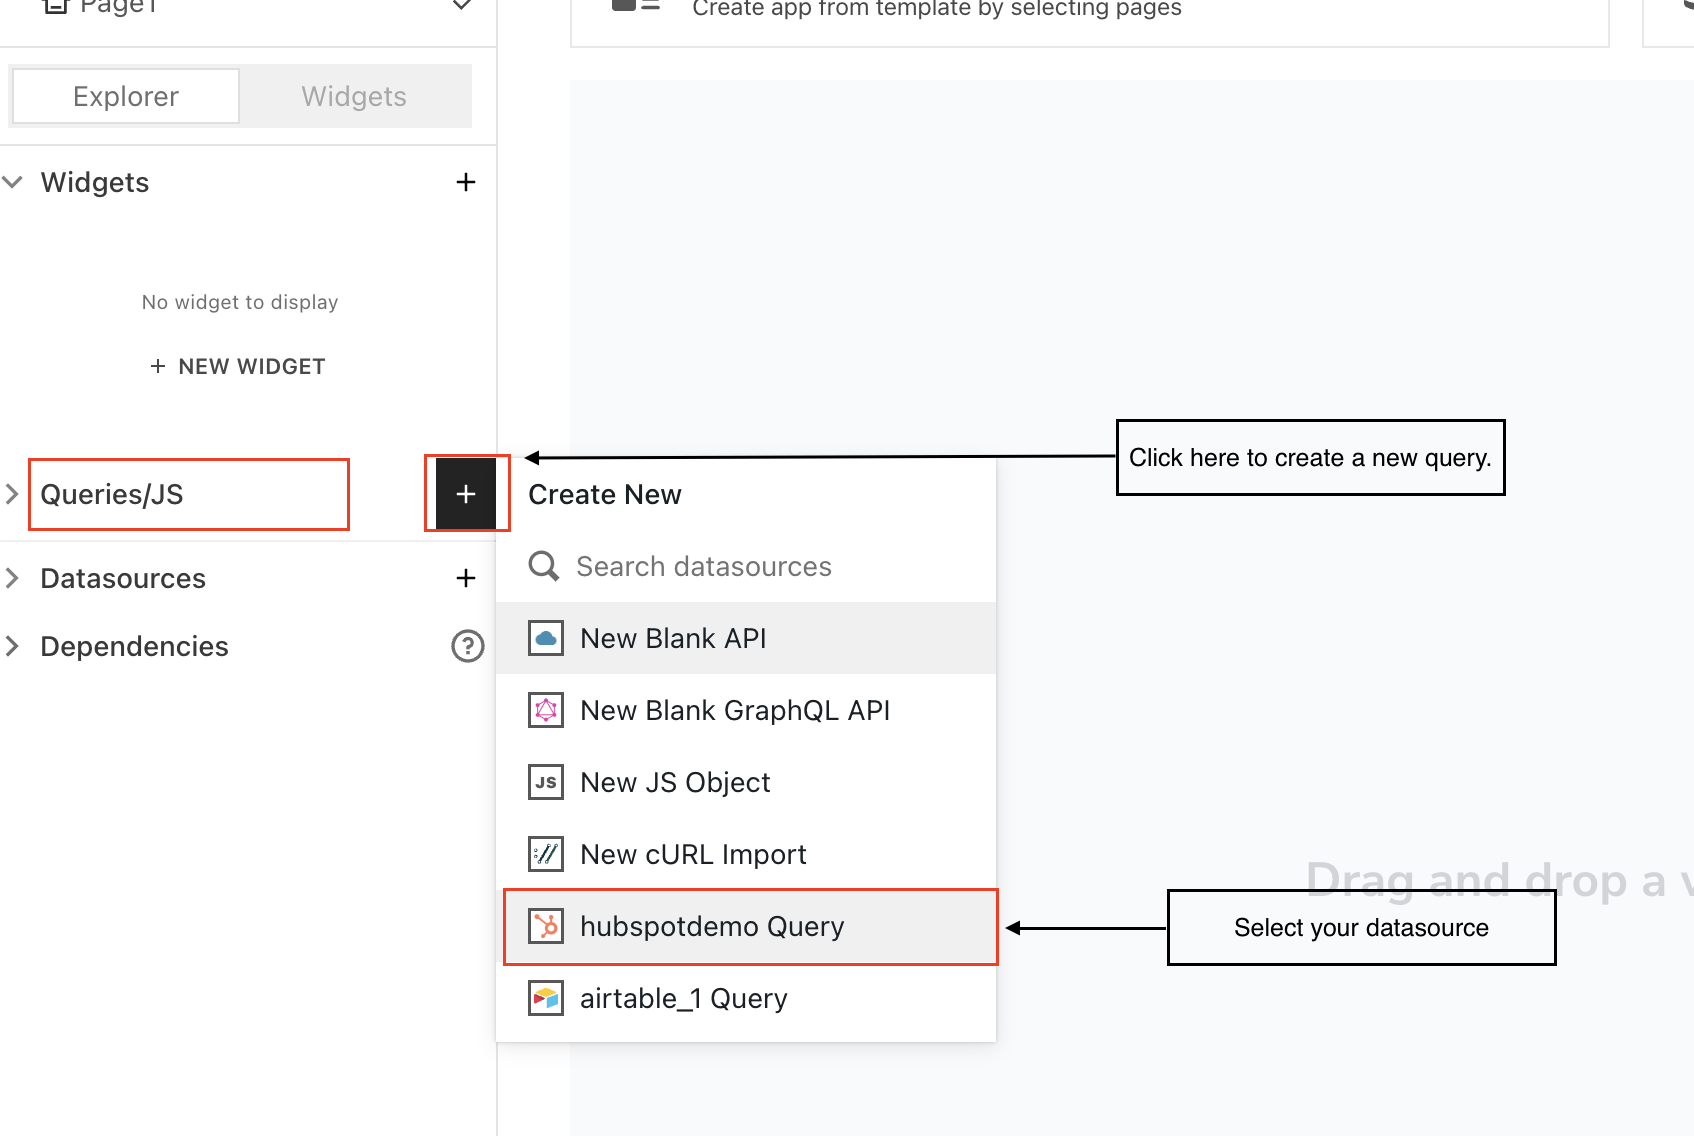 Page1
Create app from template by selecting pages
Explorer
Widgets
Widgets
No widget to display
NEW WIDGET
Queries/JS
Create New
Click here to create a new query.
Search datasources
Datasources
New Blank API
Dependencies
New Blank GraphQL API
JS New JS Object
New cURL Import
Drag and drop a
hubspotdemo Query
Select your datasource
airtable_1 Query